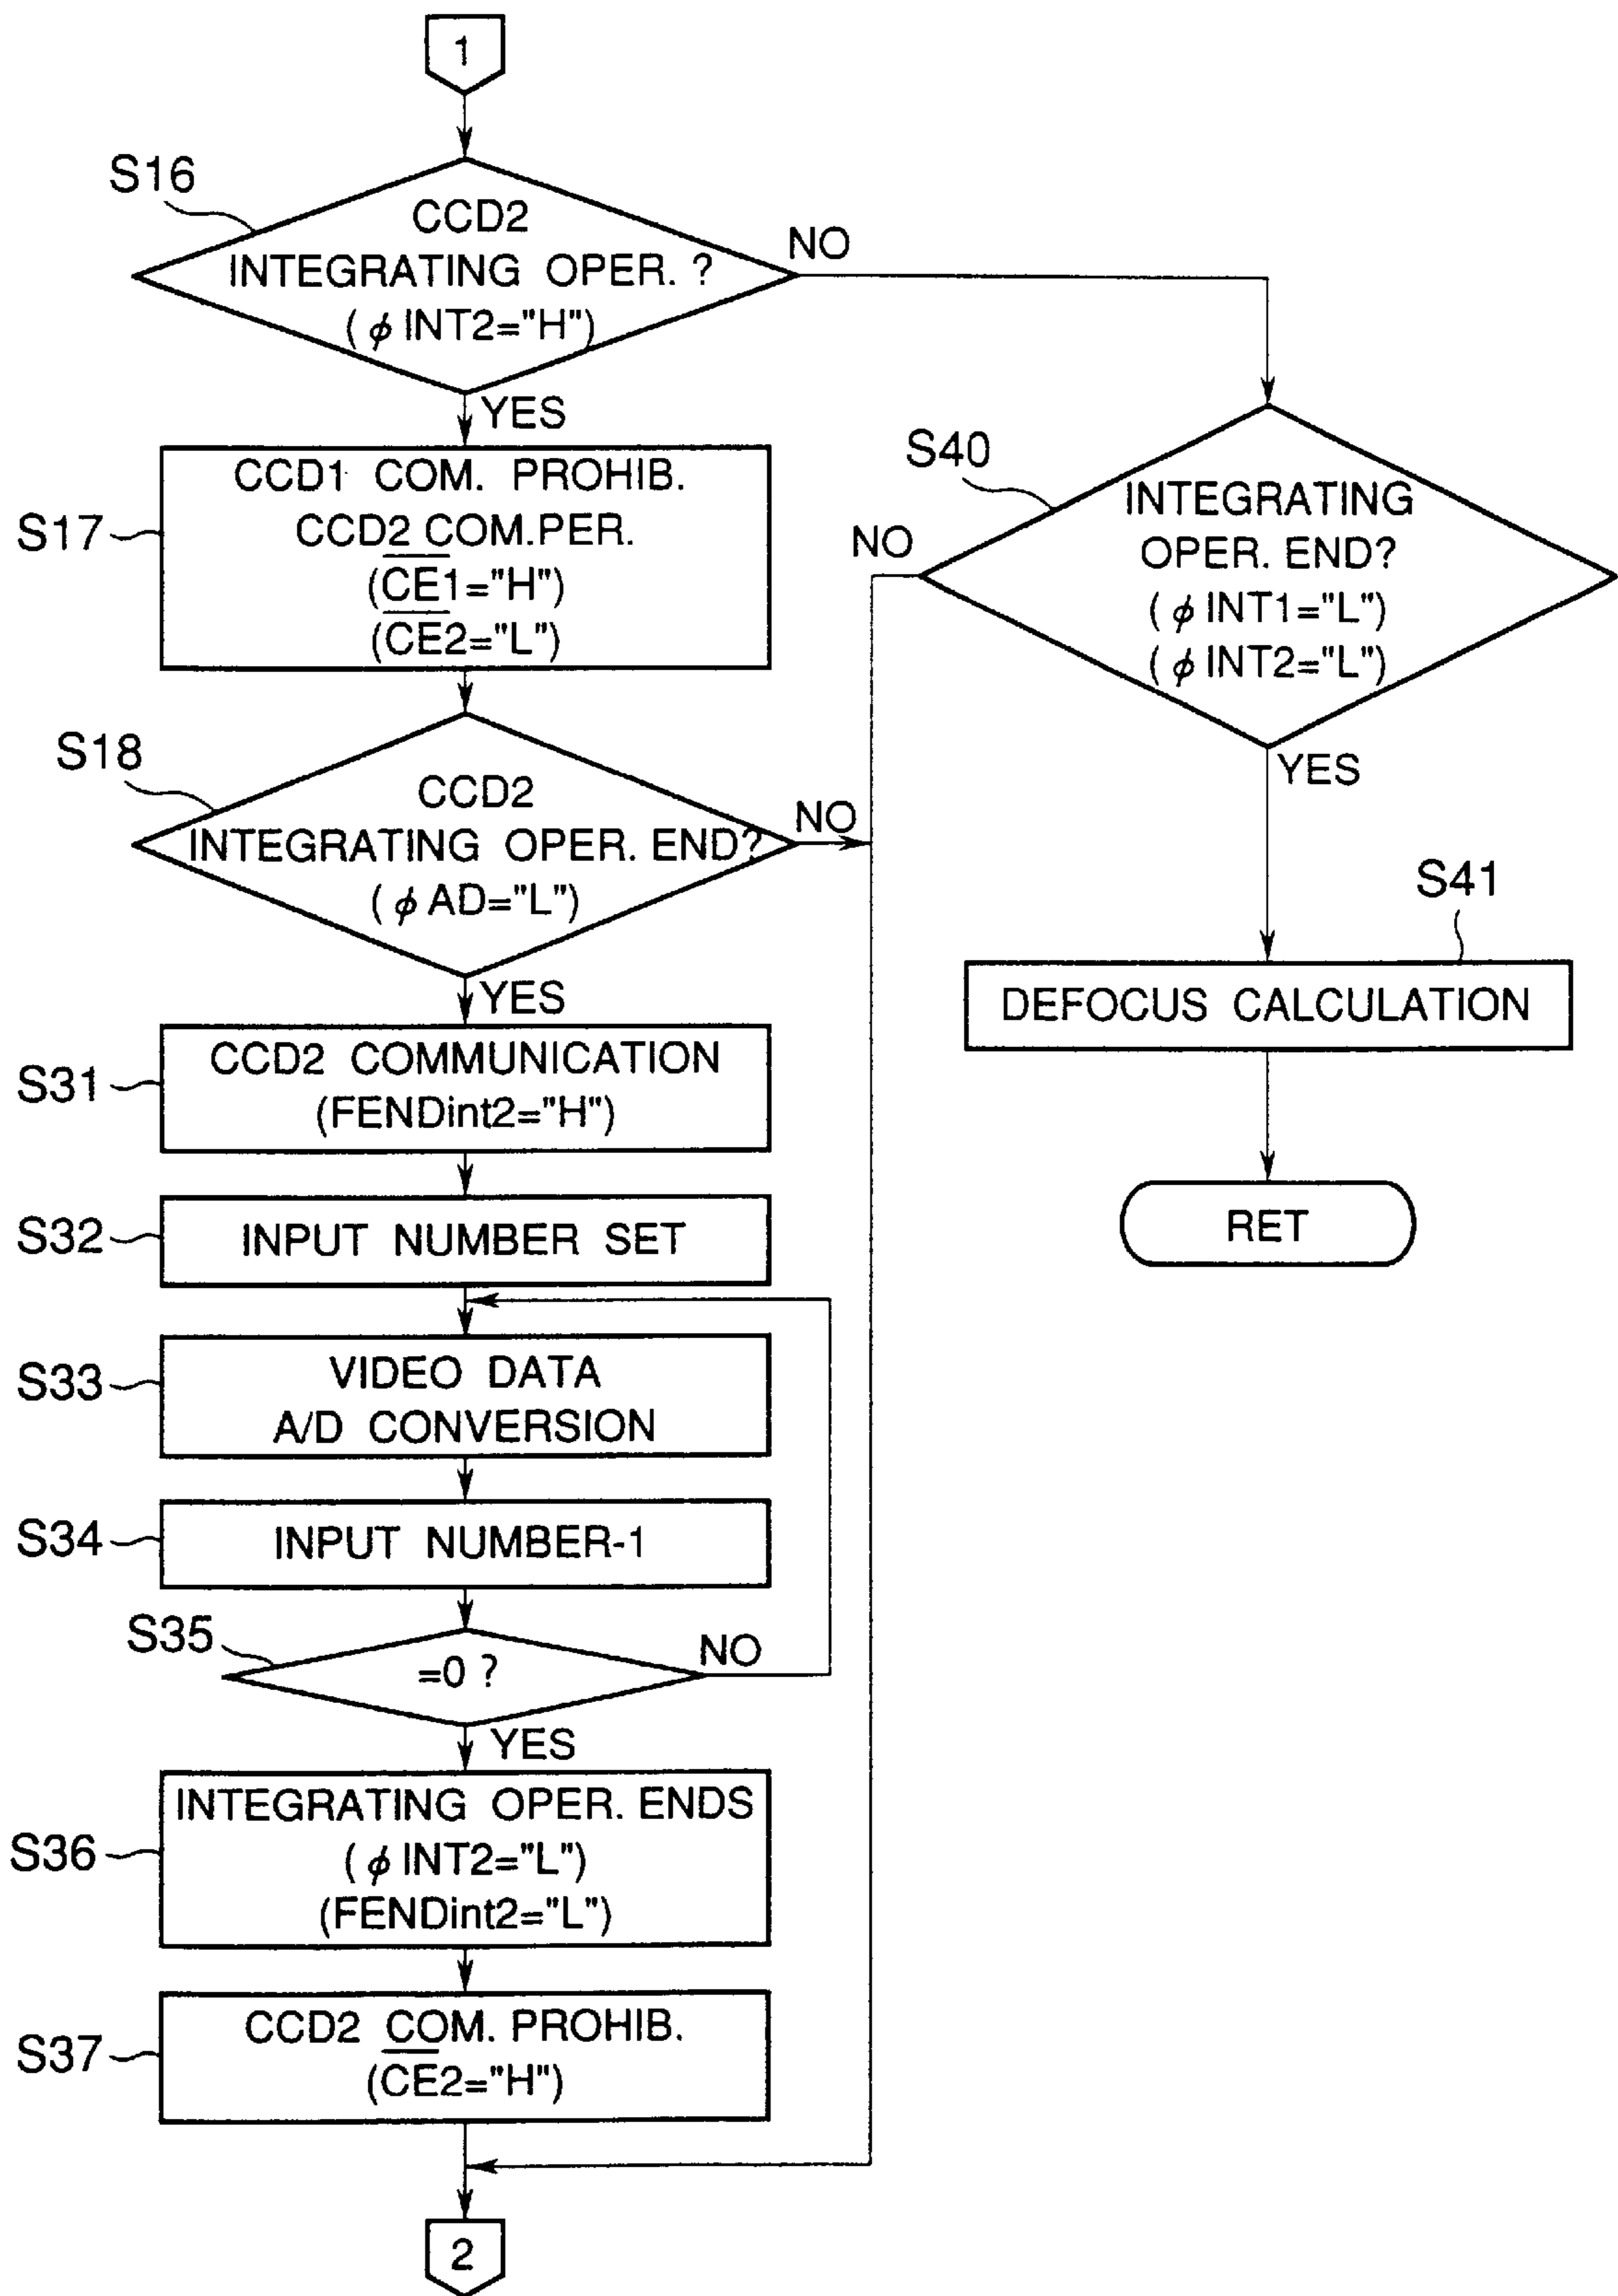 1
S16
CCD2
INTEGRATING OPER. ?
(φ INT2="H")
NO
YES
S17
CCD1 COM. PROHIB.
CCD2 COM.PER.
(C̅E̅1="H")
(C̅E̅2="L")
S40
INTEGRATING
OPER. END?
(φ INT1="L")
(φ INT2="L")
NO
YES
S18
CCD2
INTEGRATING OPER. END?
(φ AD="L")
NO
YES
S41
DEFOCUS CALCULATION
RET
S31
CCD2 COMMUNICATION
(FENDint2="H")
S32
INPUT NUMBER SET
S33
VIDEO DATA
A/D CONVERSION
S34
INPUT NUMBER-1
S35
=0 ?
NO
YES
S36
INTEGRATING OPER. ENDS
(φ INT2="L")
(FENDint2="L")
S37
CCD2 COM. PROHIB.
(C̅E̅2="H")
2